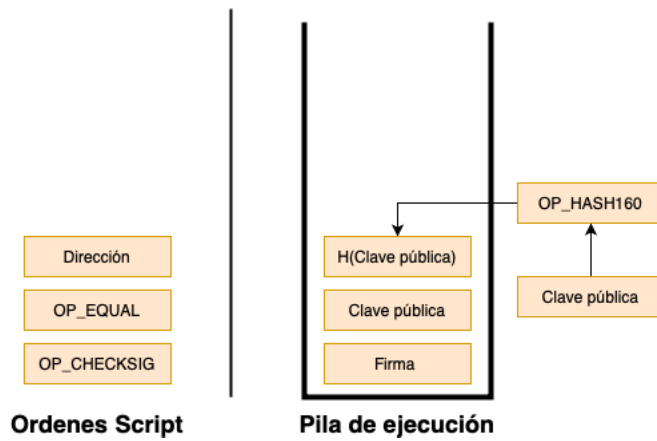 OP_HASH160
Dirección
H(Clave pública)
Clave pública
OP_EQUAL
Clave pública
OP_CHECKSIG
Firma
Ordenes Script
Pila de ejecución